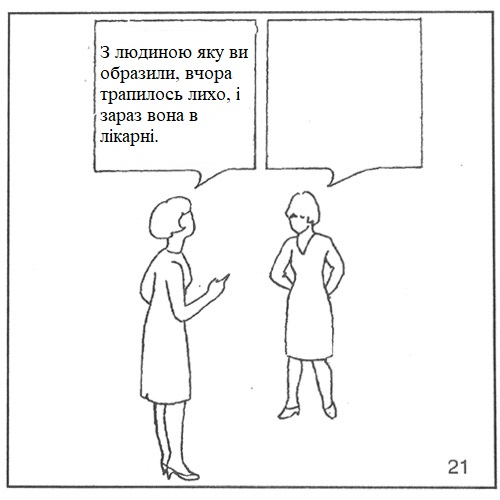 З людиною яку ви
образили, вчора
трапилось лихо, і
зараз вона в
лікарні.
21